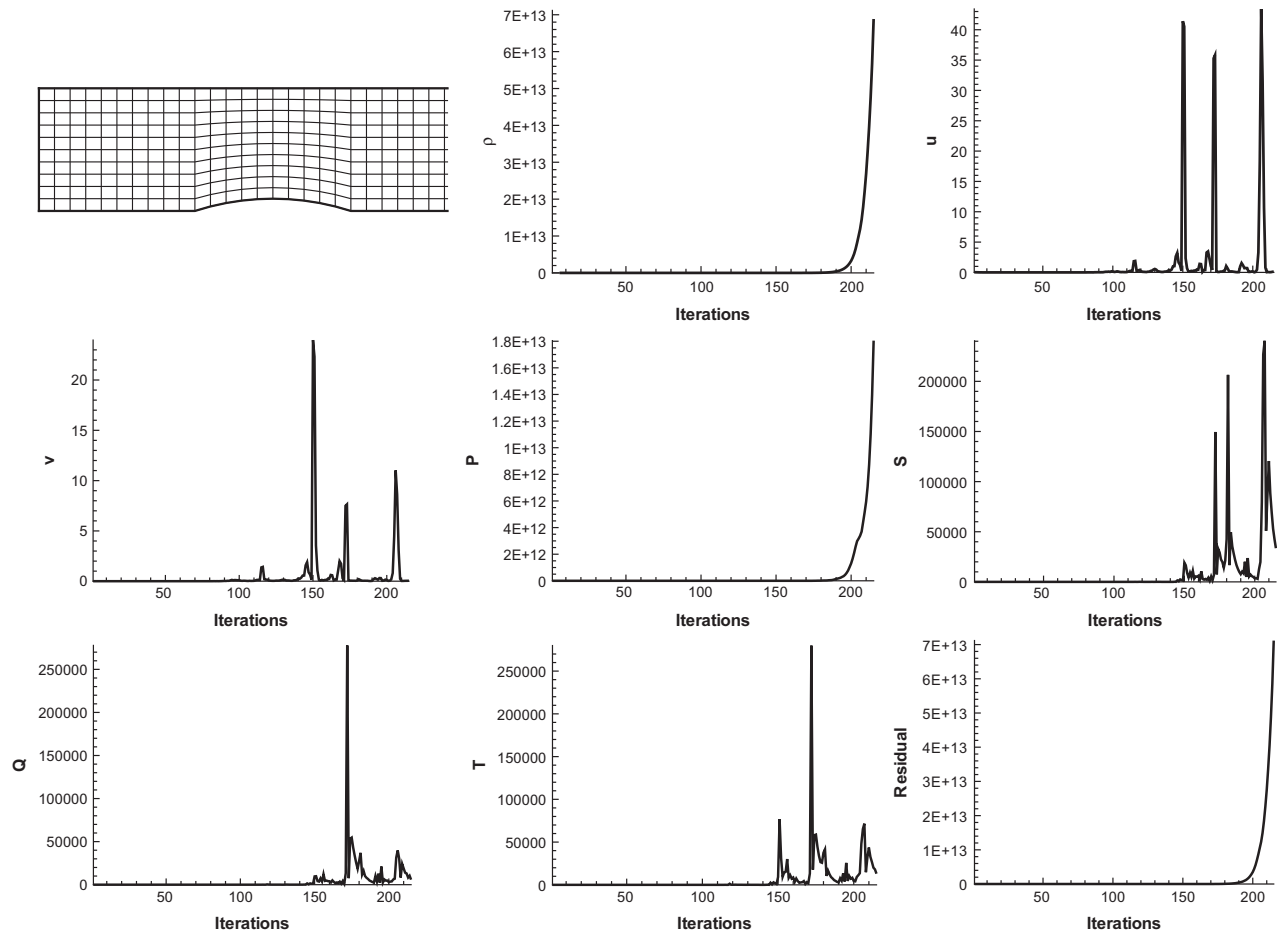 7E+13
6E+13
5E+13
4E+13
3E+13
2E+13
1E+13
0
ρ
50 100 150 200
Iterations
40
35
30
25
20
15
10
5
0
u
50 100 150 200
Iterations
20
15
10
5
0
v
50 100 150 200
Iterations
1.8E+13
1.6E+13
1.4E+13
1.2E+13
1E+13
8E+12
6E+12
4E+12
2E+12
0
P
50 100 150 200
Iterations
200000
150000
100000
50000
0
S
50 100 150 200
Iterations
250000
200000
150000
100000
50000
0
Q
50 100 150 200
Iterations
250000
200000
150000
100000
50000
0
T
50 100 150 200
Iterations
7E+13
6E+13
5E+13
4E+13
3E+13
2E+13
1E+13
0
Residual
50 100 150 200
Iterations